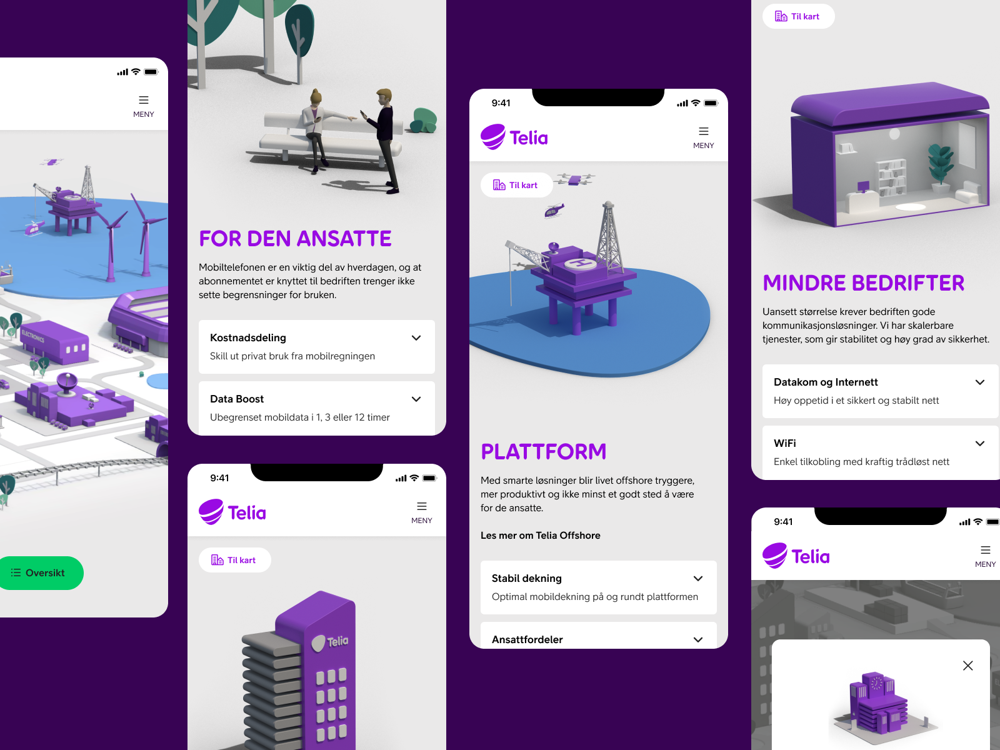 MENY
ELECTRONICS
Oversikt
FOR DEN ANSATTE
Mobiltelefonen er en viktig del av hverdagen, og at
abonnementet er knyttet til bedriften trenger ikke
sette begrensninger for bruken.
Kostnadsdeling
Skill ut privat bruk fra mobilregningen
Data Boost
Ubegrenset mobildata i 1, 3 eller 12 timer
9:41
Telia
MENY
Til kart
Telia
9:41
Telia
MENY
Til kart
H
PLATTFORM
Med smarte løsninger blir livet offshore tryggere,
mer produktivt og ikke minst et godt sted å være
for de ansatte.
Les mer om Telia Offshore
Stabil dekning
Optimal mobildekning på og rundt plattformen
Ansattfordeler
Til kart
MINDRE BEDRIFTER
Uansett størrelse krever bedriften gode
kommunikasjonsløsninger. Vi har skalerbare
tjenester, som gir stabilitet og høy grad av sikkerhet.
Datakom og Internett
Høy oppetid i et sikkert og stabilt nett
WiFi
Enkel tilkobling med kraftig trådløst nett
9:41
Telia
MENY